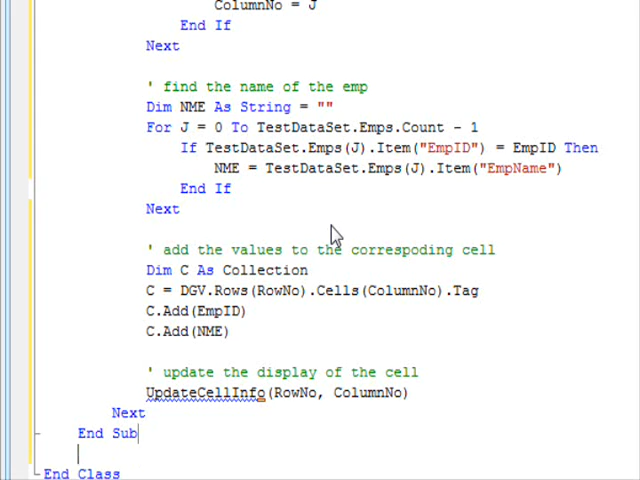 ColumnNo = J
End If
Next
' find the name of the emp
Dim NME As String = ""
For J = 0 To TestDataSet.Emps.Count - 1
If TestDataSet.Emps(J).Item("EmpID") = EmpID Then
NME = TestDataSet.Emps(J).Item("EmpName")
End If
Next
' add the values to the correspoding cell
Dim C As Collection
C = DGV.Rows(RowNo).Cells(ColumnNo).Tag
C.Add(EmpID)
C.Add(NME)
' update the display of the cell
UpdateCellInfo(RowNo, ColumnNo)
Next
End Sub
End Class